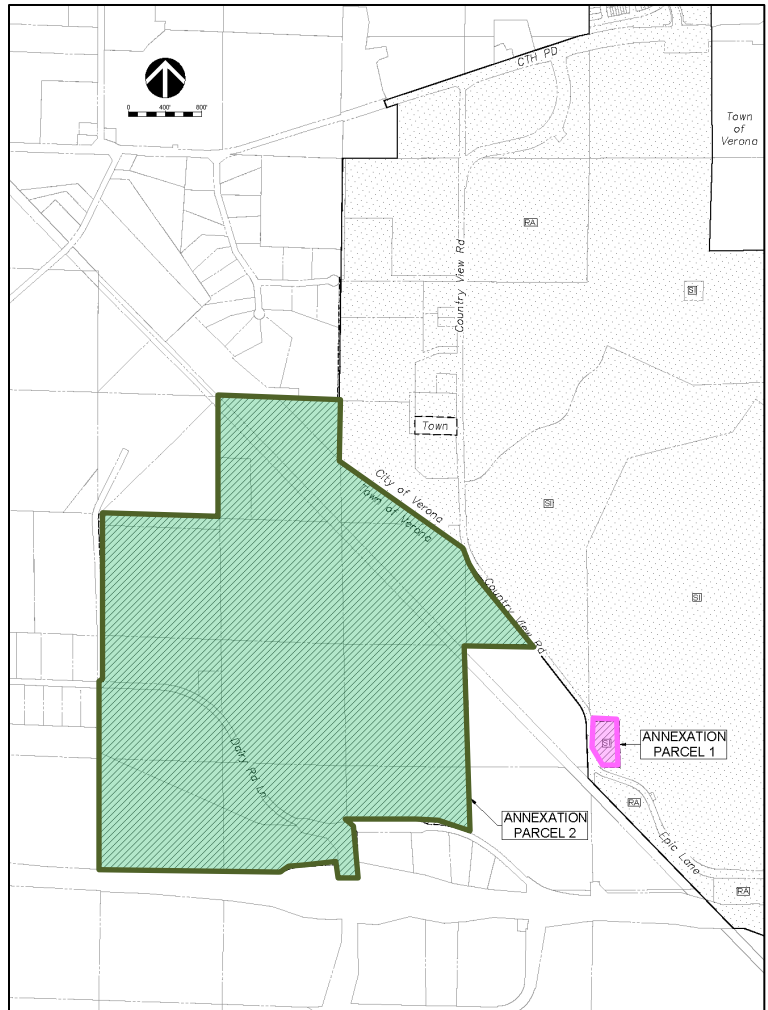 CTH PD
0 400' 800'
Town
of
Verona
RA
Country View Rd
SI
Town
City of Verona
Town of Verona
SI
Country View Rd
SI
SI
ANNEXATION
PARCEL 1
Dairy Rd Ln
RA
ANNEXATION
PARCEL 2
Epic Lane
RA